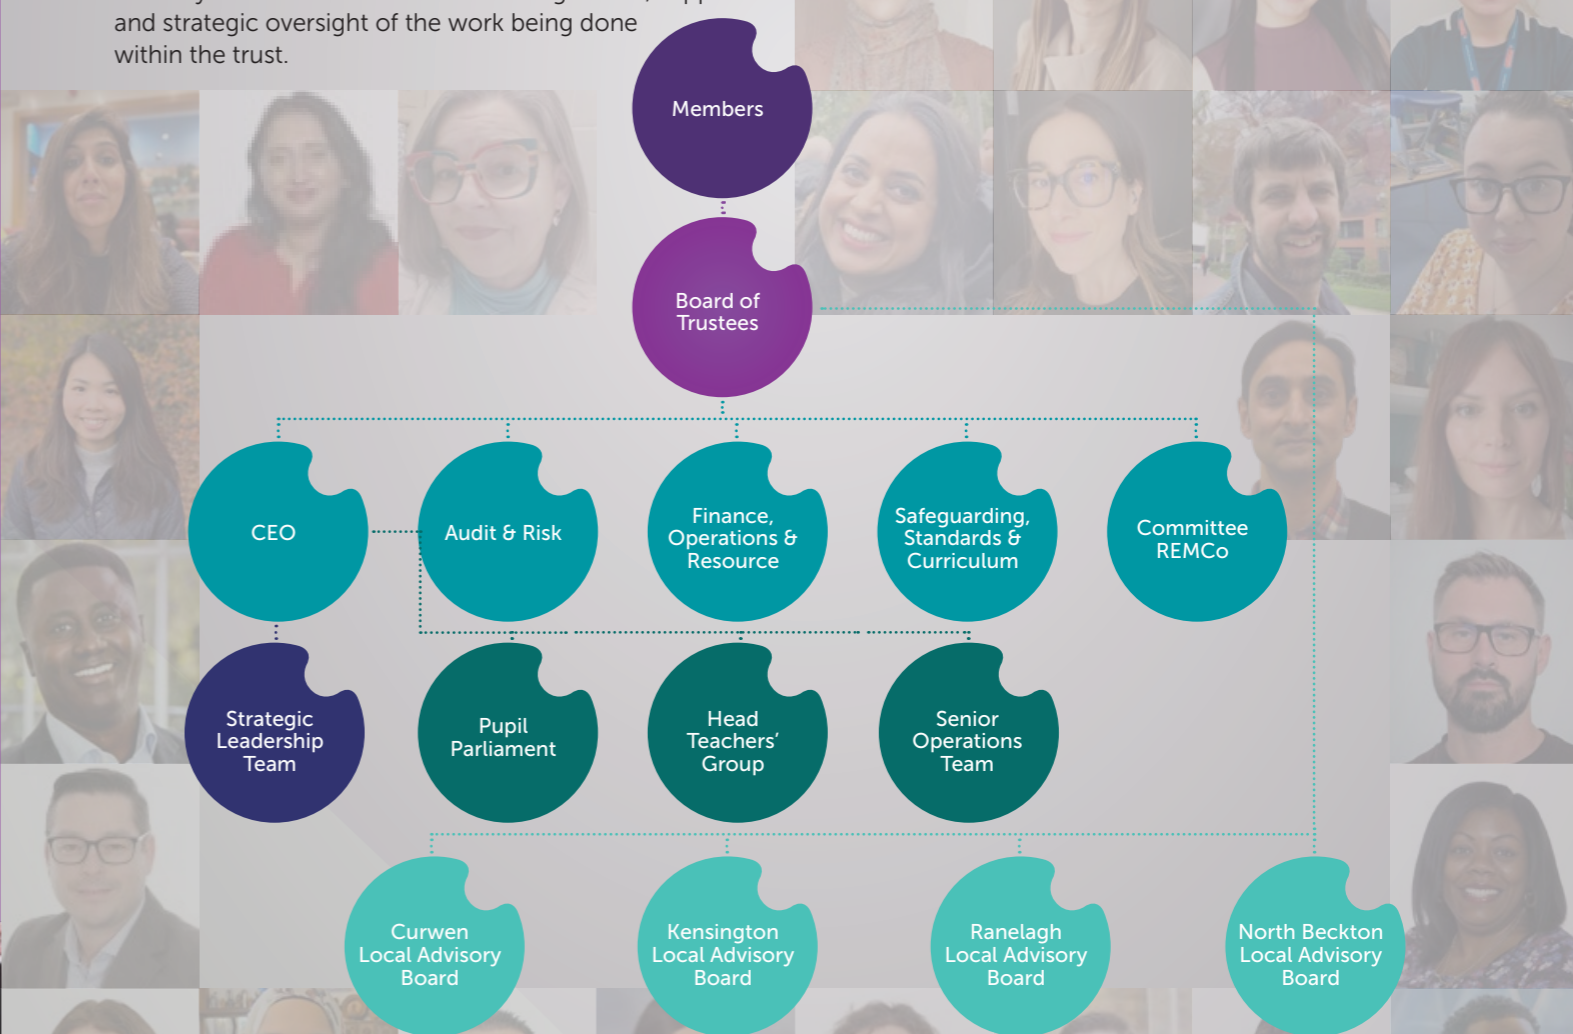 and strategic oversight of the work being done
within the trust.
Members
Board of
Trustees
CEO
Audit & Risk
Finance,
Operations &
Resource
Safeguarding,
Standards &
Curriculum
Committee
REMCo
Strategic
Leadership
Team
Pupil
Parliament
Head
Teachers’
Group
Senior
Operations
Team
Curwen
Local Advisory
Board
Kensington
Local Advisory
Board
Ranelagh
Local Advisory
Board
North Beckton
Local Advisory
Board